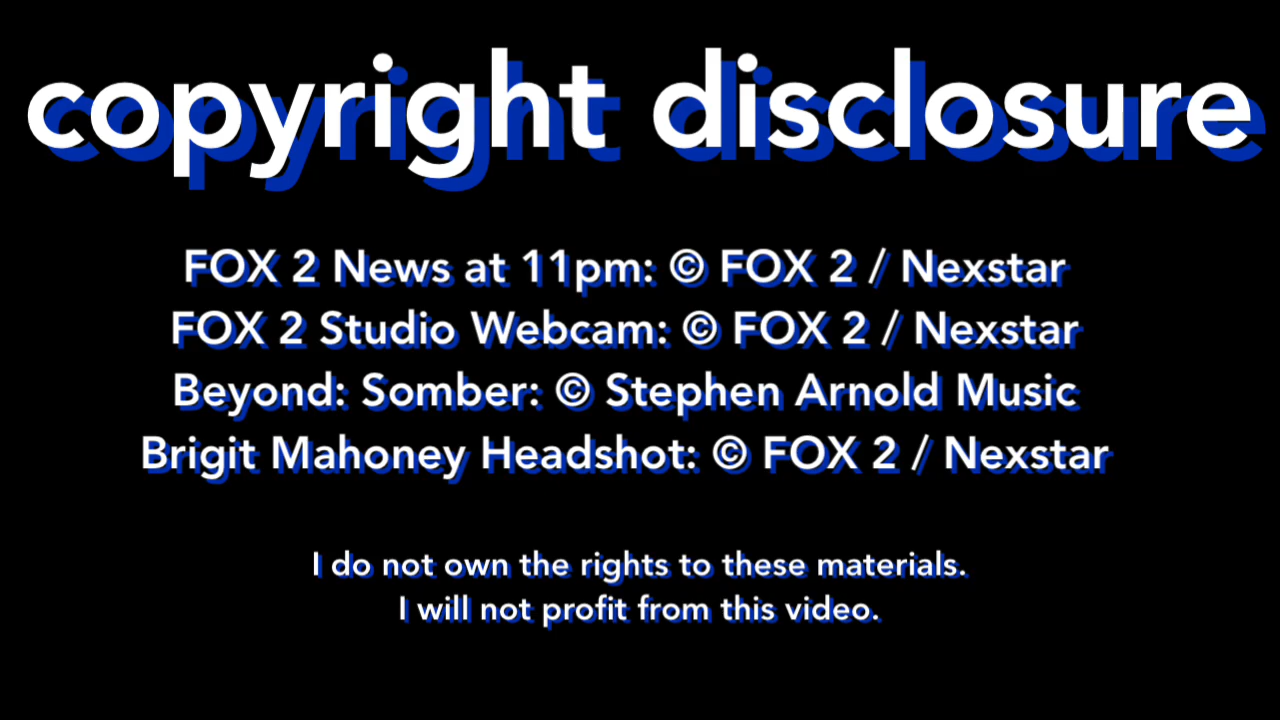 copyright disclosure
FOX 2 News at 11pm: © FOX 2 / Nexstar
FOX 2 Studio Webcam: © FOX 2 / Nexstar
Beyond: Somber: © Stephen Arnold Music
Brigit Mahoney Headshot: © FOX 2 / Nexstar
I do not own the rights to these materials.
I will not profit from this video.